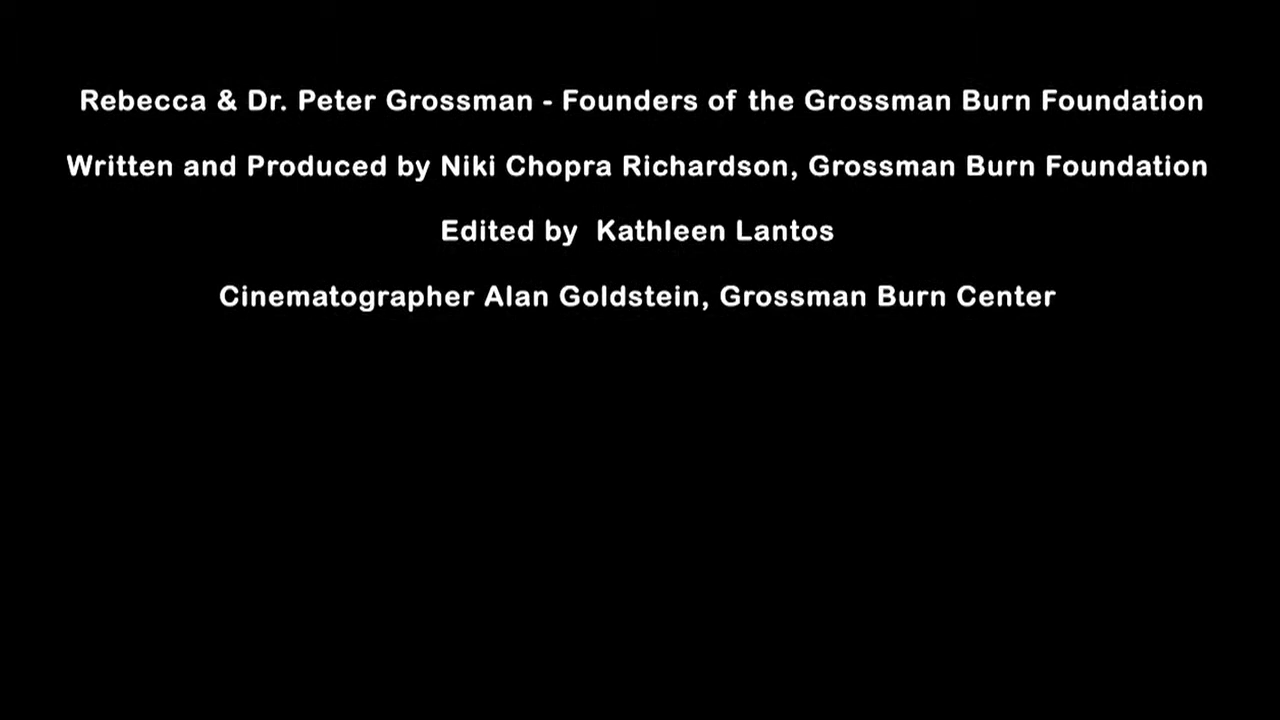 Rebecca & Dr. Peter Grossman - Founders of the Grossman Burn Foundation
Written and Produced by Niki Chopra Richardson, Grossman Burn Foundation
Edited by  Kathleen Lantos
Cinematographer Alan Goldstein, Grossman Burn Center